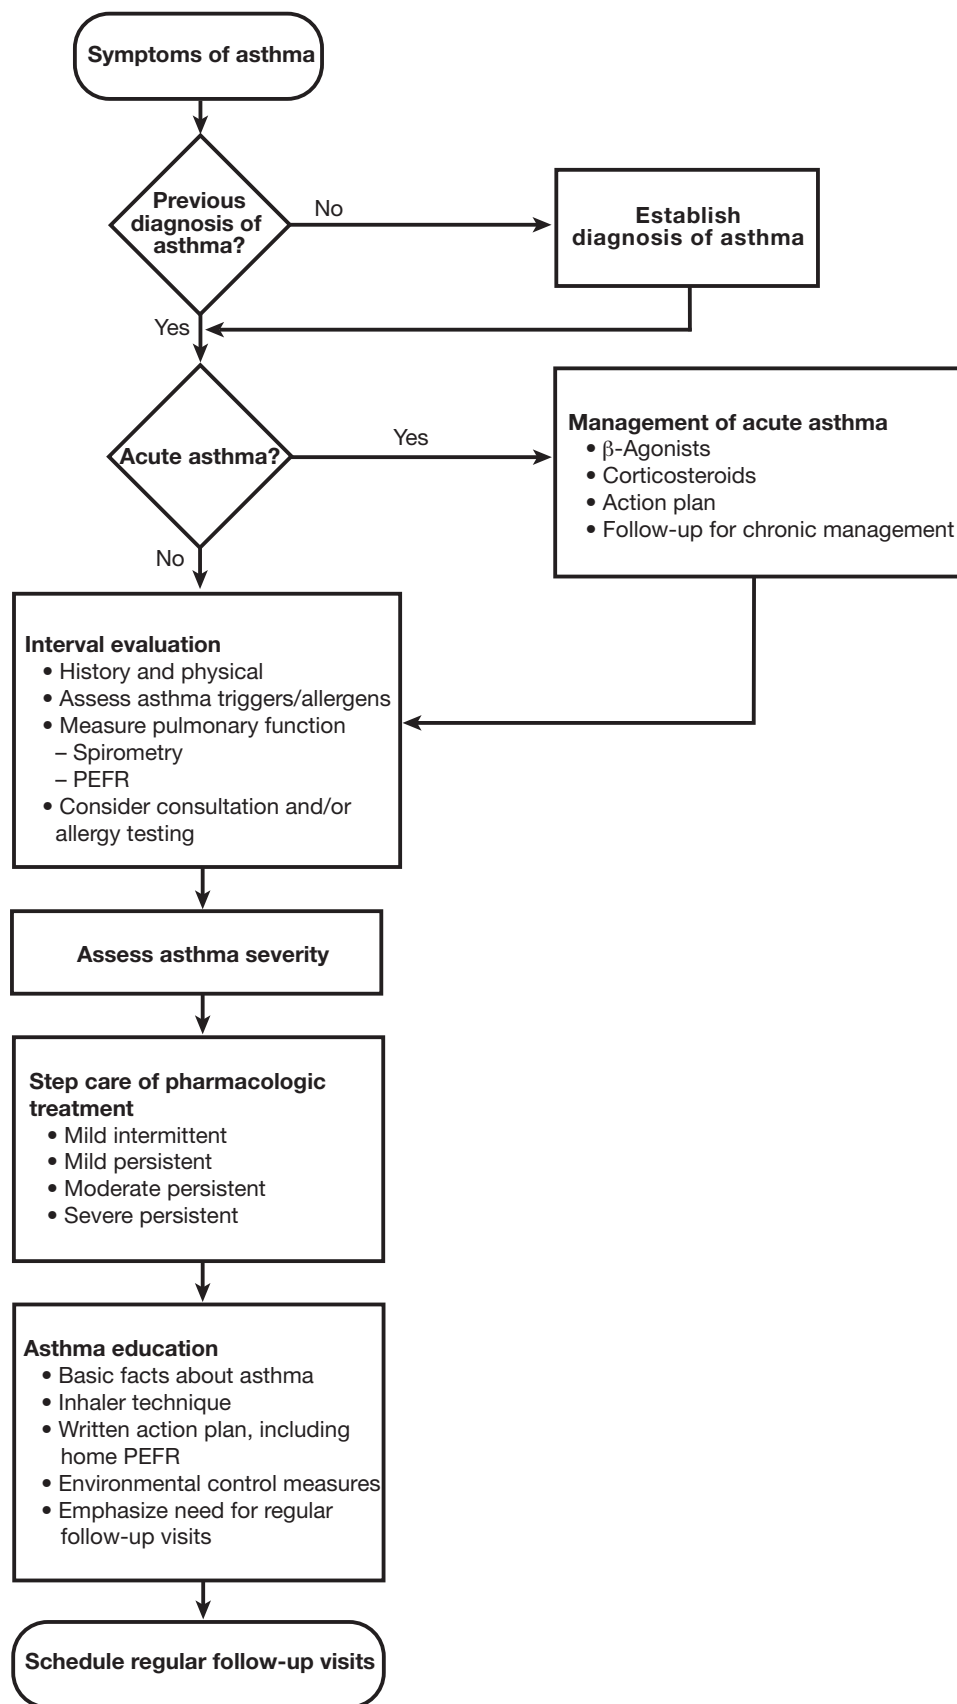 Symptoms of asthma
Previous
diagnosis of
asthma?
No
Establish
diagnosis of asthma
Yes
Acute asthma?
Yes
Management of acute asthma
• β-Agonists
• Corticosteroids
• Action plan
• Follow-up for chronic management
No
Interval evaluation
• History and physical
• Assess asthma triggers/allergens
• Measure pulmonary function
– Spirometry
– PEFR
• Consider consultation and/or
allergy testing
Assess asthma severity
Step care of pharmacologic
treatment
• Mild intermittent
• Mild persistent
• Moderate persistent
• Severe persistent
Asthma education
• Basic facts about asthma
• Inhaler technique
• Written action plan, including
home PEFR
• Environmental control measures
• Emphasize need for regular
follow-up visits
Schedule regular follow-up visits